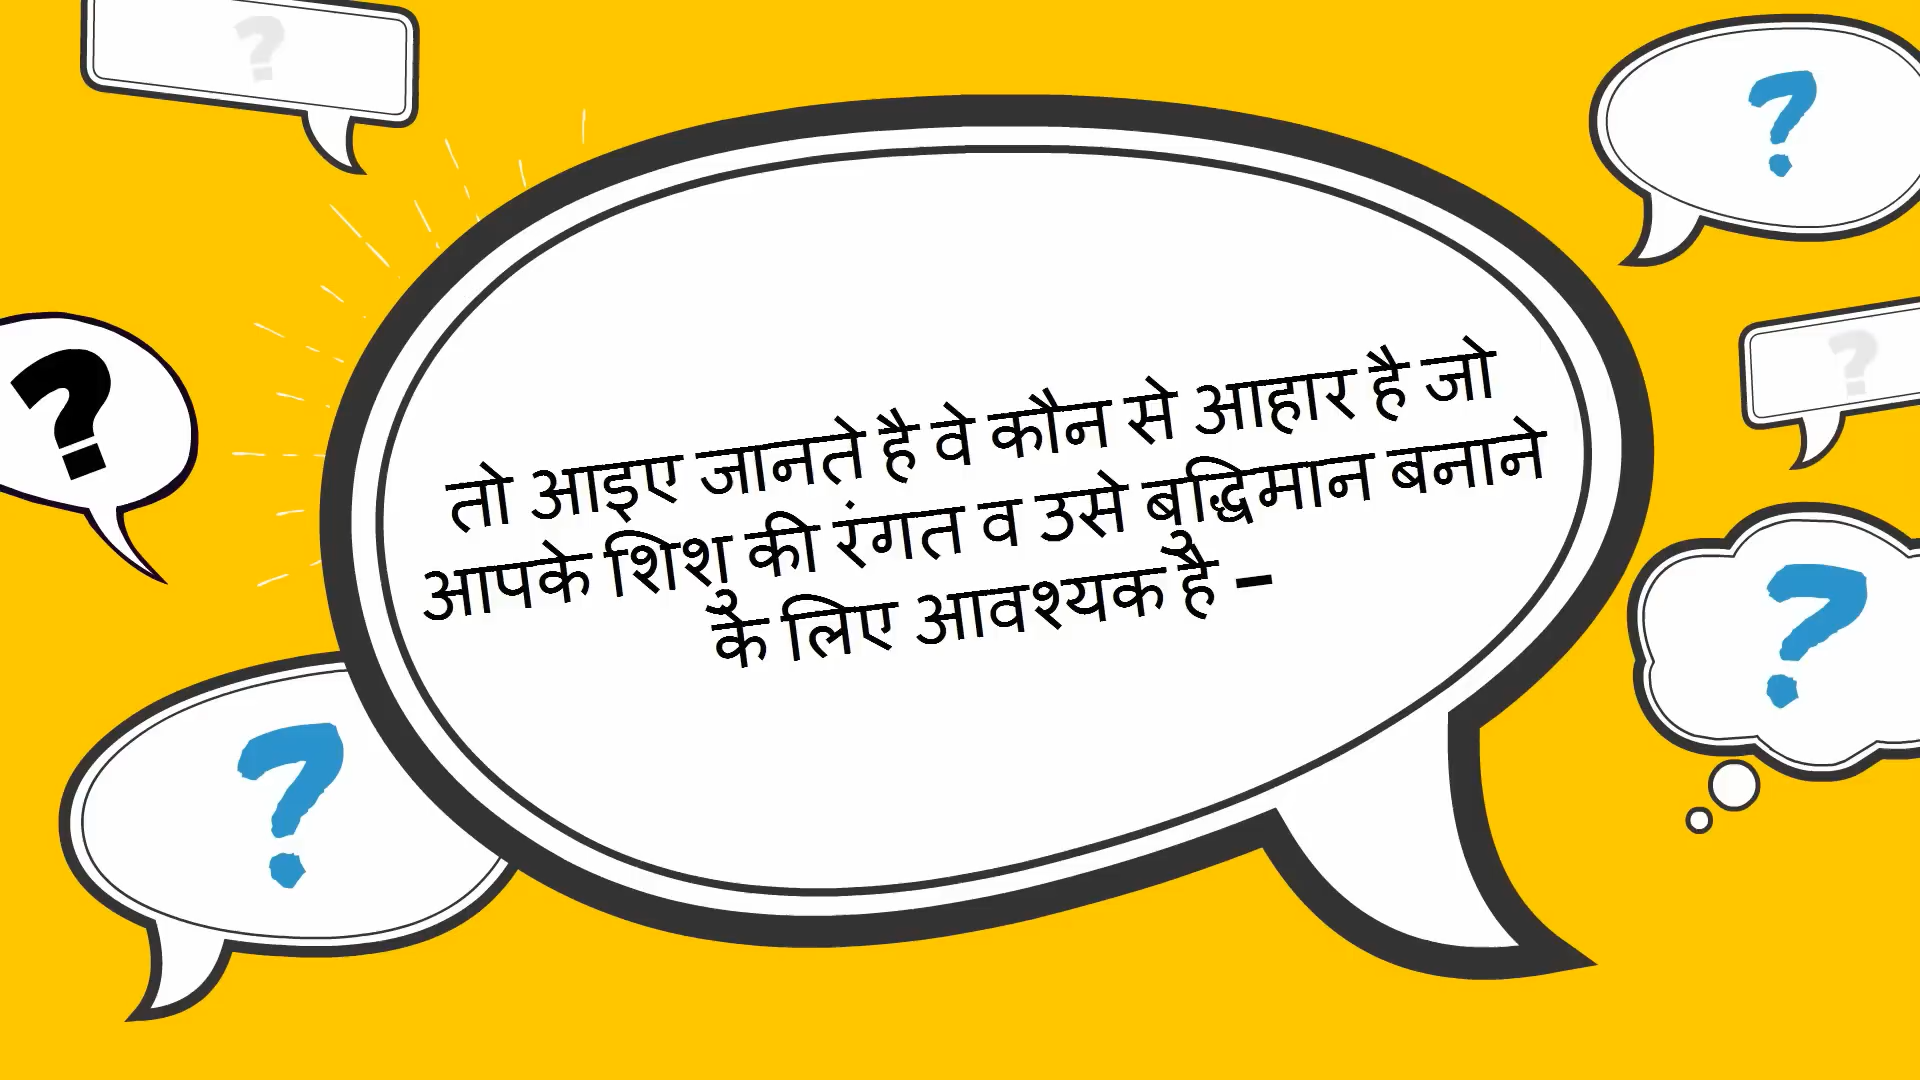 तो आइए जानते है वे कौन से आहार है जो
आपके शिशु की रंगत व उसे बुद्धिमान बनाने
के लिए आवश्यक है –
?
?
?
?
?
?